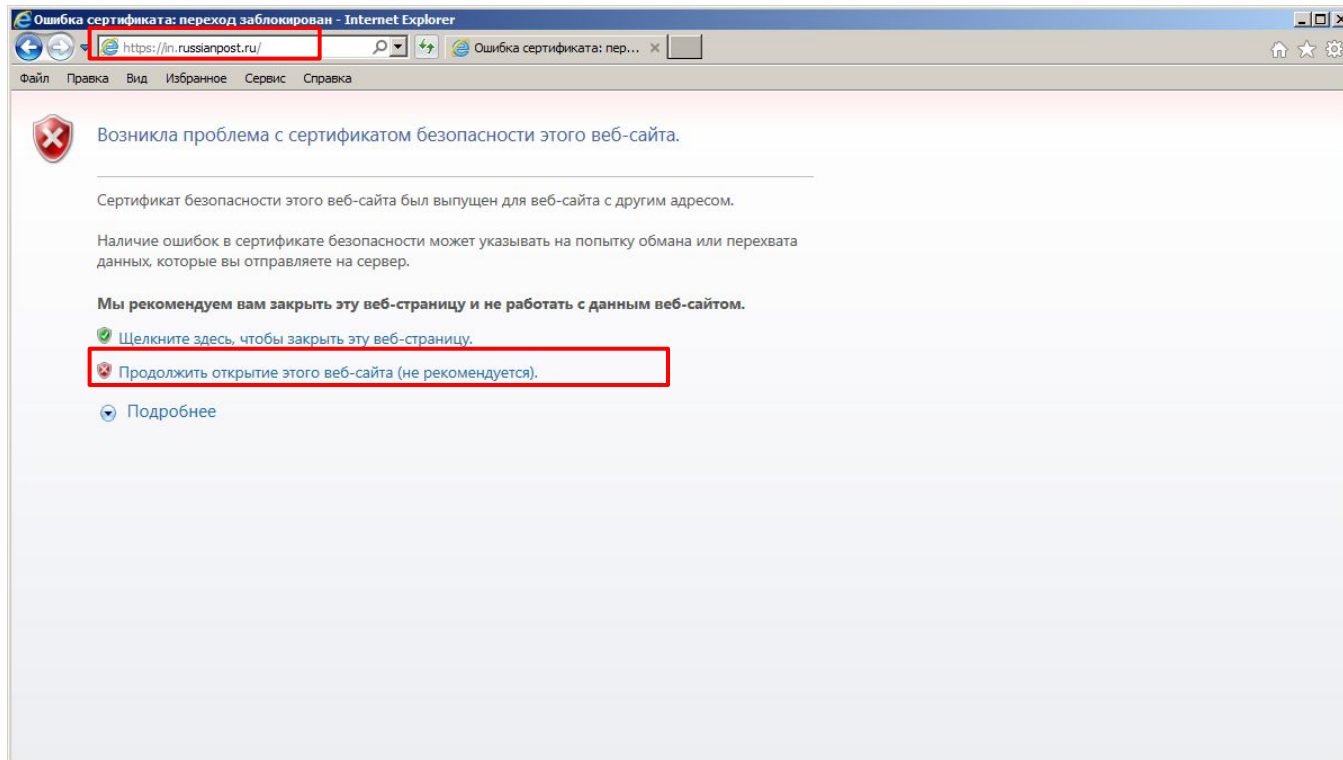 Ошибка сертификата: переход заблокирован - Internet Explorer
https://in.russianpost.ru/
Ошибка сертификата: пер...
Файл Правка Вид Избранное Сервис Справка
Возникла проблема с сертификатом безопасности этого веб-сайта.
Сертификат безопасности этого веб-сайта был выпущен для веб-сайта с другим адресом.
Наличие ошибок в сертификате безопасности может указывать на попытку обмана или перехвата
данных, которые вы отправляете на сервер.
Мы рекомендуем вам закрыть эту веб-страницу и не работать с данным веб-сайтом.
Щелкните здесь, чтобы закрыть эту веб-страницу.
Продолжить открытие этого веб-сайта (не рекомендуется).
Подробнее